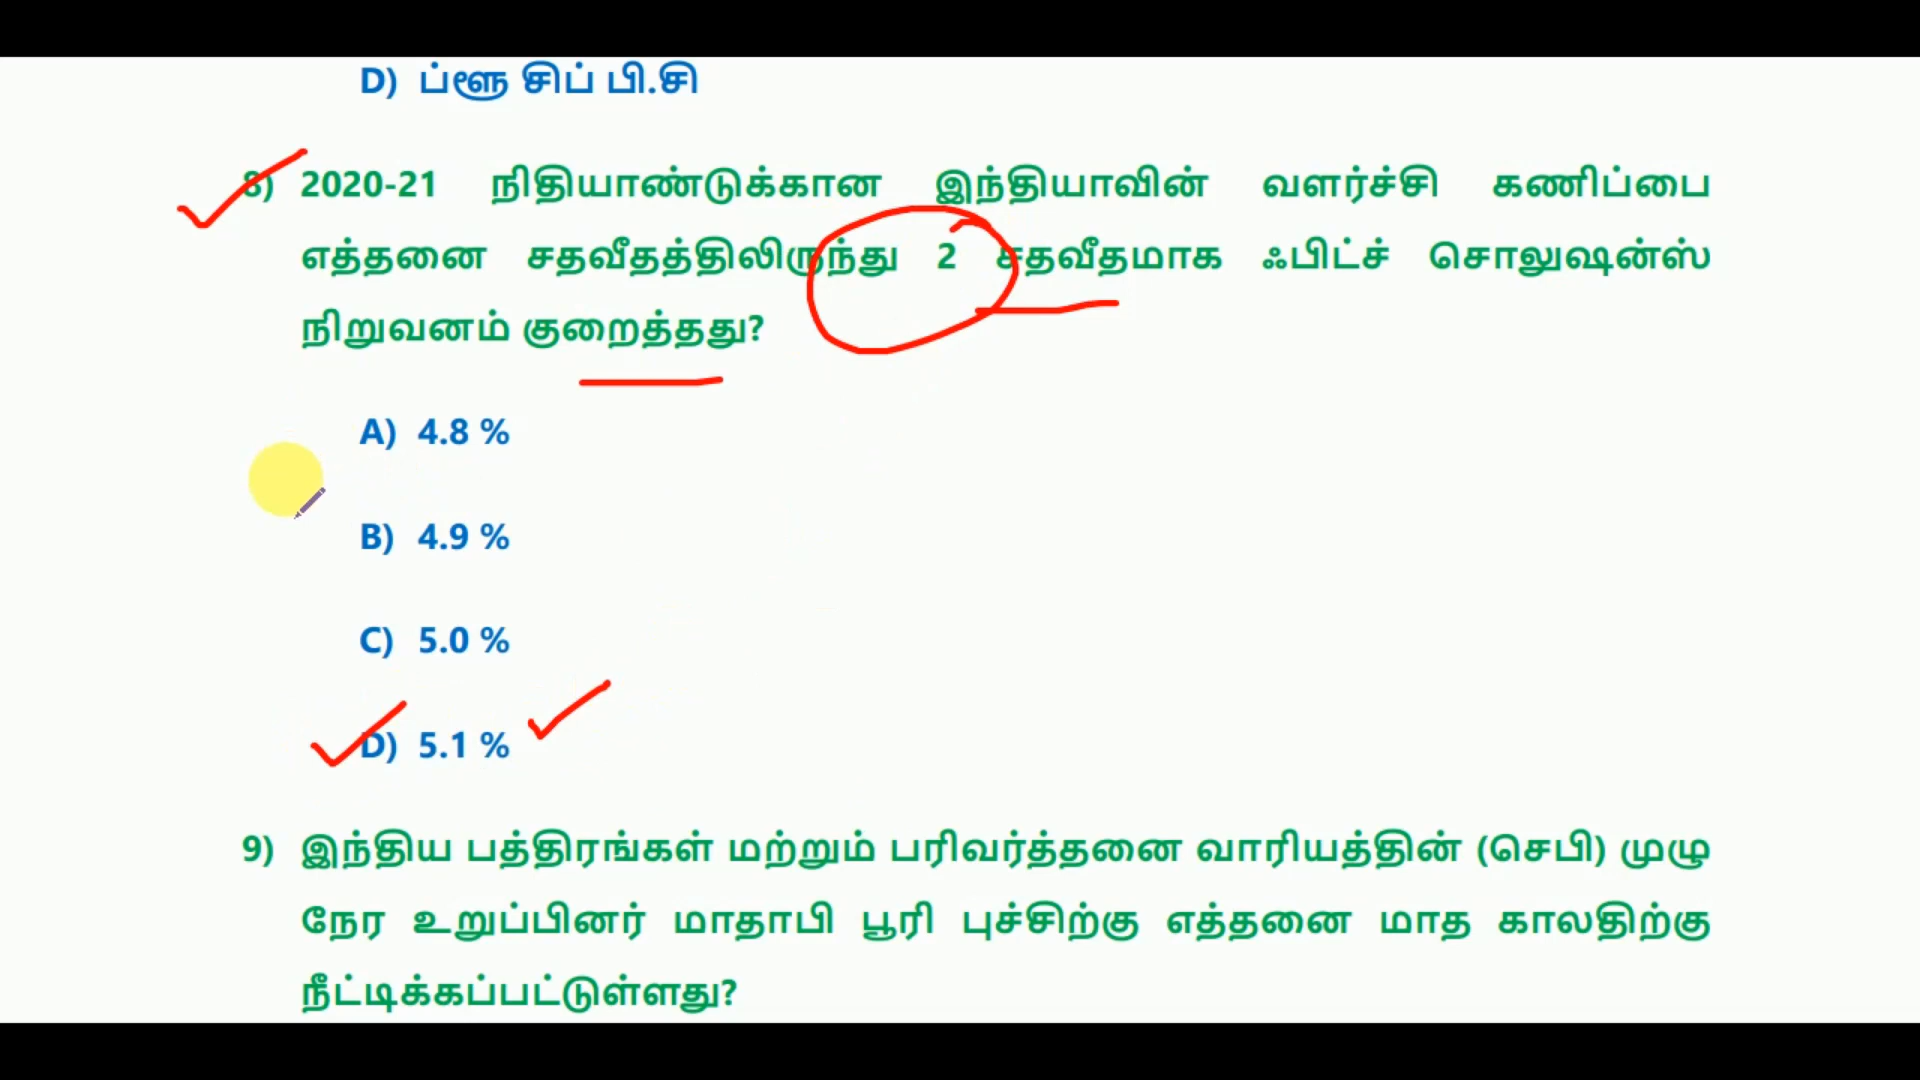 D) ப்ளூ சிப் பி.சி
8) 2020-21 நிதியாண்டுக்கான இந்தியாவின் வளர்ச்சி கணிப்பை
எத்தனை சதவீதத்திலிருந்து 2 சதவீதமாக ஃபிட்ச் சொலுஷன்ஸ்
நிறுவனம் குறைத்தது?
A) 4.8 %
B) 4.9 %
C) 5.0 %
D) 5.1 %
9) இந்திய பத்திரங்கள் மற்றும் பரிவர்த்தனை வாரியத்தின் (செபி) முழு
நேர உறுப்பினர் மாதாபி பூரி புச்சிற்கு எத்தனை மாத காலதிற்கு
நீட்டிக்கப்பட்டுள்ளது?